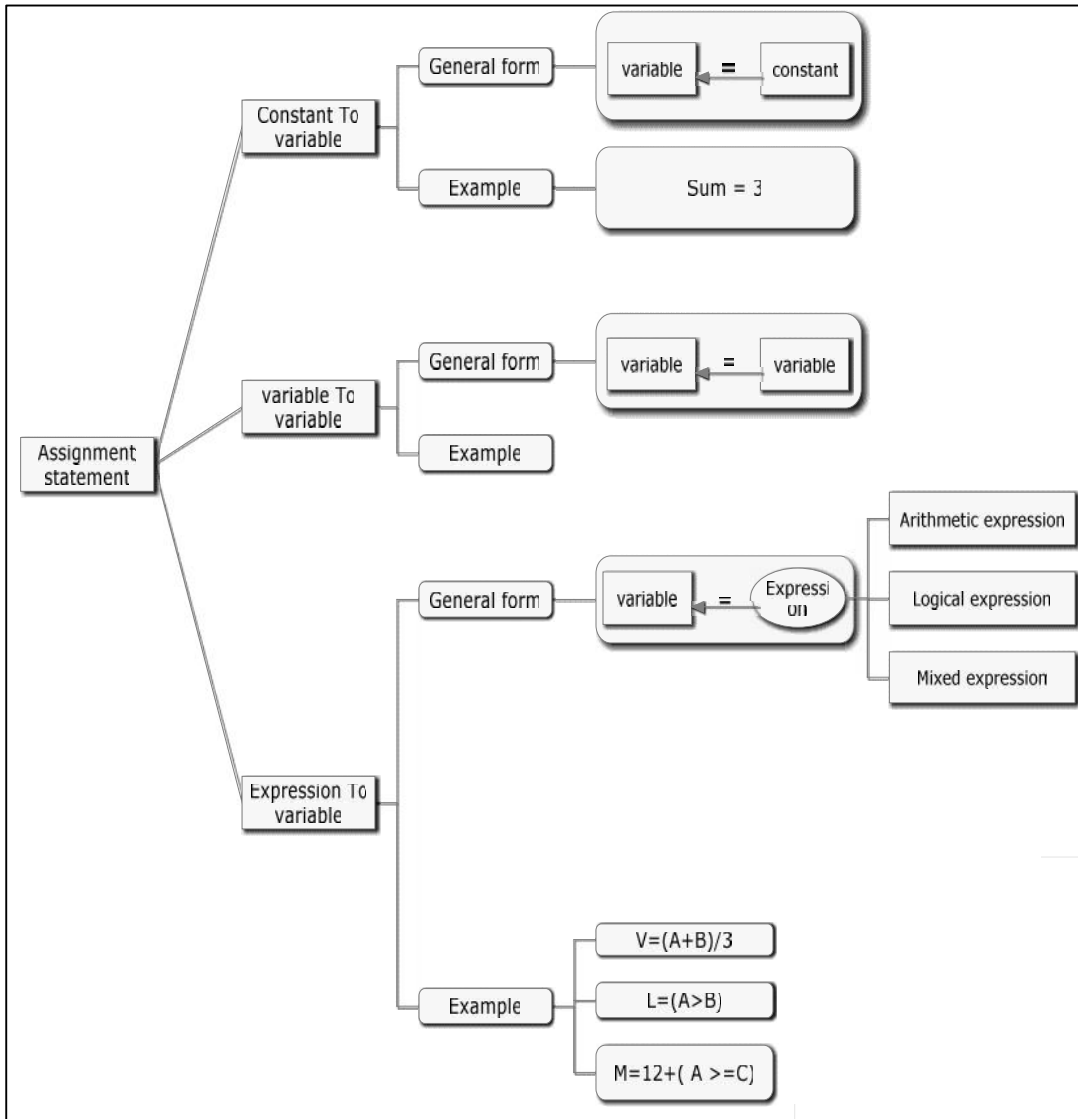 General form
variable
=
constant
Constant To
variable
Example
Sum = 3
General form
variable
=
variable
variable To
variable
Example
Assignment
statement
Arithmetic expression
General form
variable
=
Expressi
on
Logical expression
Mixed expression
Expression To
variable
V=(A+B)/3
Example
L=(A>B)
M=12+( A >=C)